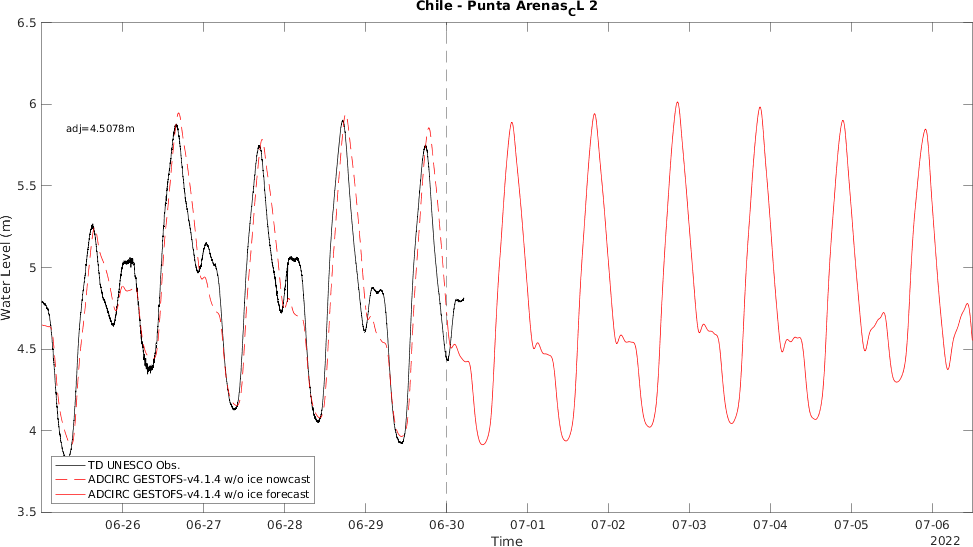 Chile - Punta Arenas_CL 2
6.5
6
5.5
5
4.5
4
3.5
Water Level (m)
adj=4.5078m
TD UNESCO Obs.
ADCIRC GESTOFS-v4.1.4 w/o ice nowcast
ADCIRC GESTOFS-v4.1.4 w/o ice forecast
06-26 06-27 06-28 06-29 06-30 07-01 07-02 07-03 07-04 07-05 07-06
Time
2022